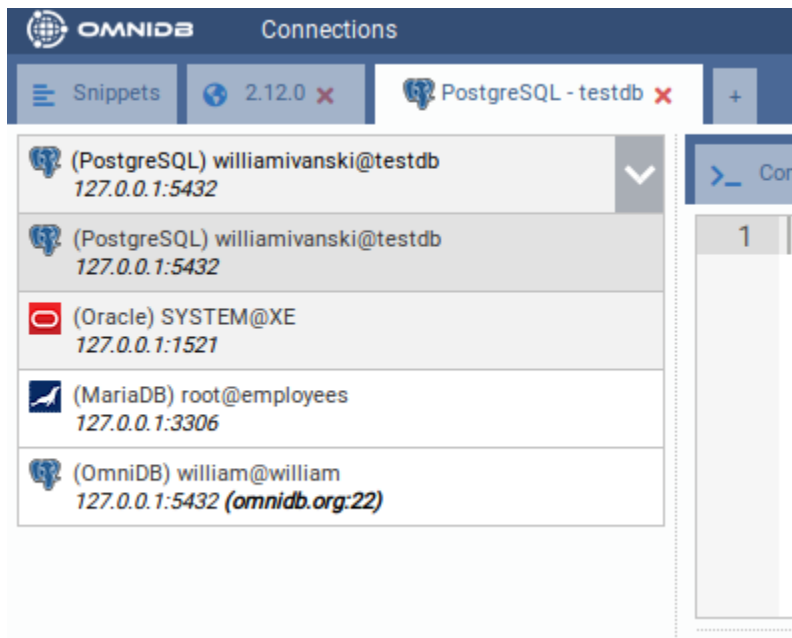 OMNIDB Connections
Snippets 2.12.0 PostgreSQL - testdb +
(PostgreSQL) williamivanski@testdb
127.0.0.1:5432
>_ Con
(PostgreSQL) williamivanski@testdb
127.0.0.1:5432
1
(Oracle) SYSTEM@XE
127.0.0.1:1521
(MariaDB) root@employees
127.0.0.1:3306
(OmniDB) william@william
127.0.0.1:5432 (omnidb.org:22)